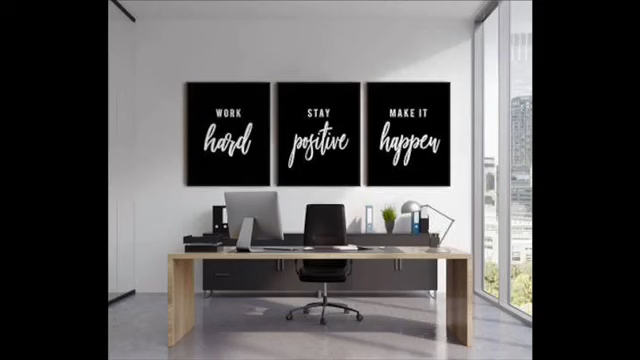 WORK
hard
STAY
positive
MAKE IT
happen